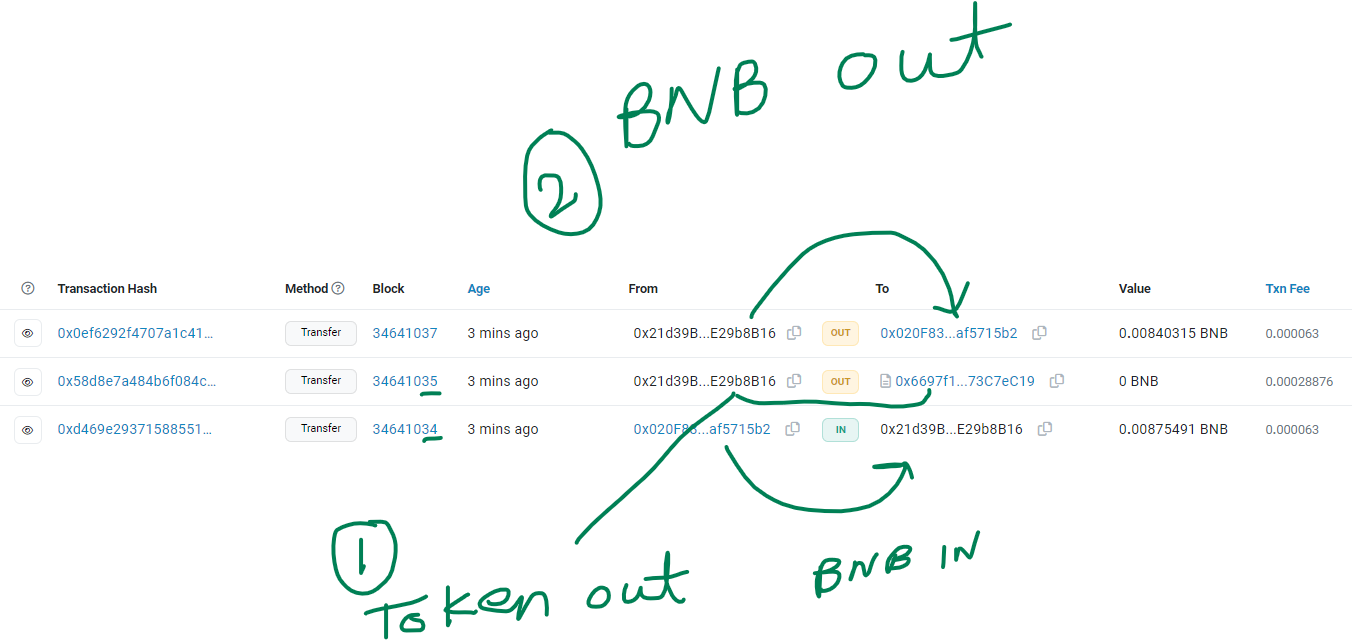 BNB out
2
Transaction Hash Method Block Age From To Value Txn Fee
0x0ef6292f4707a1c41... Transfer 34641037 3 mins ago 0x21d39B...E29b8B16 OUT 0x020F83...af5715b2 0.00840315 BNB 0.000063
0x58d8e7a484b6f084c... Transfer 34641035 3 mins ago 0x21d39B...E29b8B16 OUT 0x6697f1...73C7eC19 0 BNB 0.00028876
0xd469e29371588551... Transfer 34641034 3 mins ago 0x020F83...af5715b2 IN 0x21d39B...E29b8B16 0.00875491 BNB 0.000063
1
Token out
BNB IN